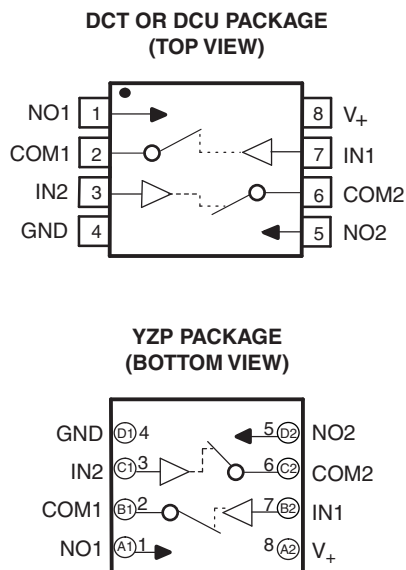 DCT OR DCU PACKAGE
(TOP VIEW)
NO1 1 8 V+
COM1 2 7 IN1
IN2 3 6 COM2
GND 4 5 NO2
YZP PACKAGE
(BOTTOM VIEW)
GND D1 4 5 D2 NO2
IN2 C1 3 6 C2 COM2
COM1 B1 2 7 B2 IN1
NO1 A1 1 8 A2 V+